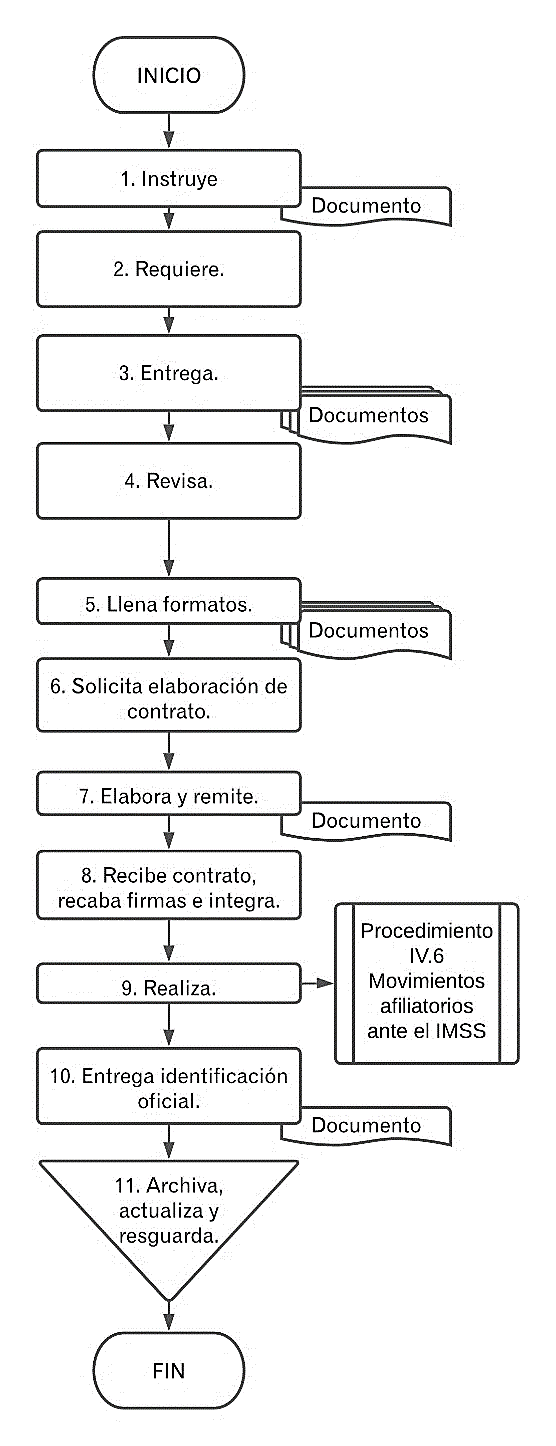 INICIO
1. Instruye
Documento
2. Requiere.
3. Entrega.
Documentos
4. Revisa.
5. Llena formatos.
Documentos
6. Solicita elaboración de
contrato.
7. Elabora y remite.
Documento
8. Recibe contrato,
recaba firmas e integra.
9. Realiza.
Procedimiento
IV.6
Movimientos
afiliatorios
ante el IMSS
10. Entrega identificación
oficial.
Documento
11. Archiva,
actualiza y
resguarda.
FIN